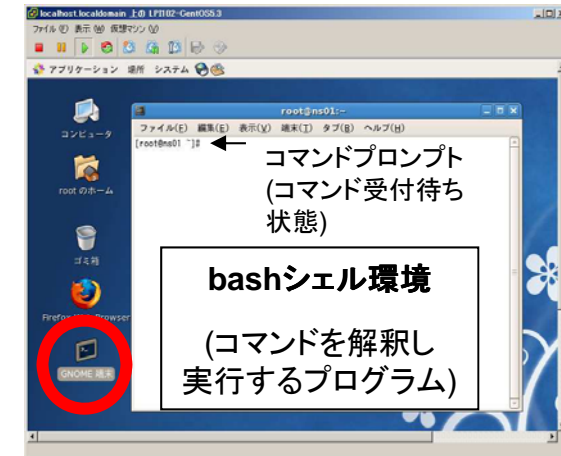 localhost.localdomain 上の LPI102-CentOS5.3
ファイル(E) 表示(W) 仮想マシン(V)
アプリケーション 場所 システム
root@ns01:~
ファイル(F) 編集(E) 表示(V) 端末(T) タブ(B) ヘルプ(H)
[root@ns01 ~]#
コマンドプロンプト
(コマンド受付待ち
状態)
コンピュータ
root のホーム
ゴミ箱
Firefox Web Browser
GNOME 端末
bashシェル環境
(コマンドを解釈し
実行するプログラム)